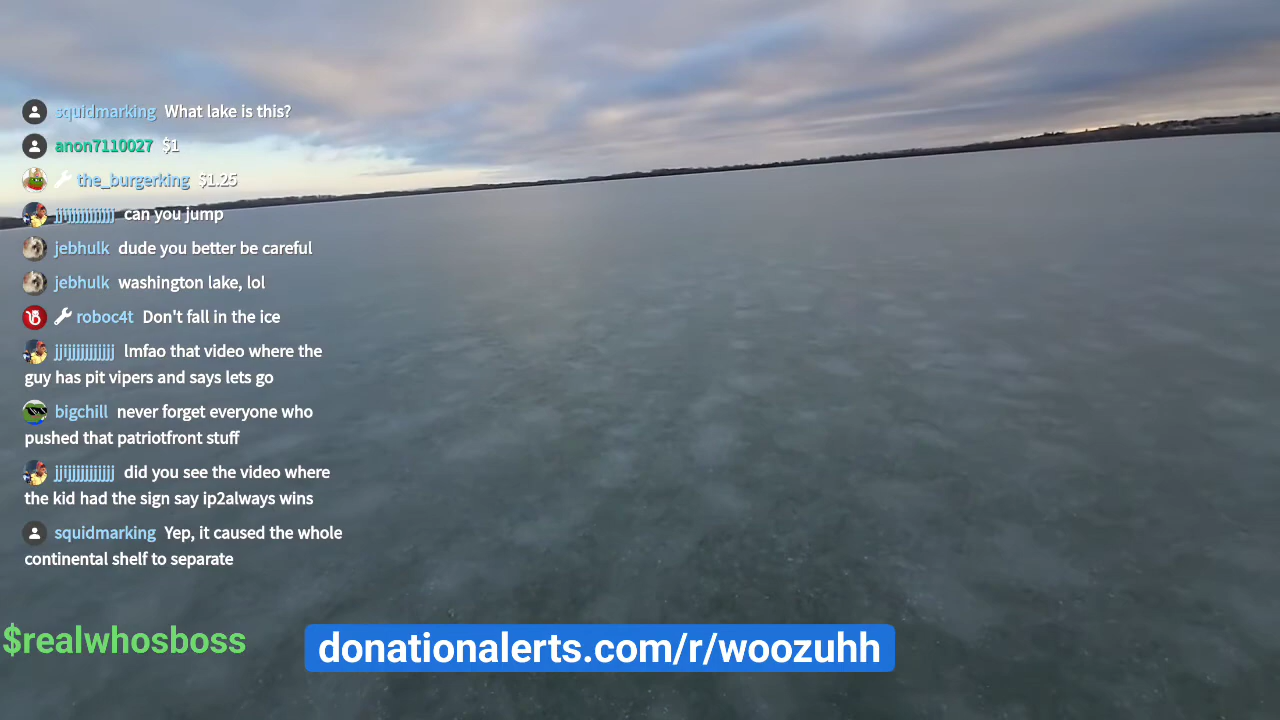 squidmarking What lake is this?
anon7110027 $1
the_burgerking $1.25
jjijjjjjjjjjj can you jump
jebhulk dude you better be careful
jebhulk washington lake, lol
roboc4t Don't fall in the ice
jjijjjjjjjjjj lmfao that video where the
guy has pit vipers and says lets go
bigchill never forget everyone who
pushed that patriotfront stuff
jjijjjjjjjjjj did you see the video where
the kid had the sign say ip2always wins
squidmarking Yep, it caused the whole
continental shelf to separate
$realwhosboss
donationalerts.com/r/woozuhh